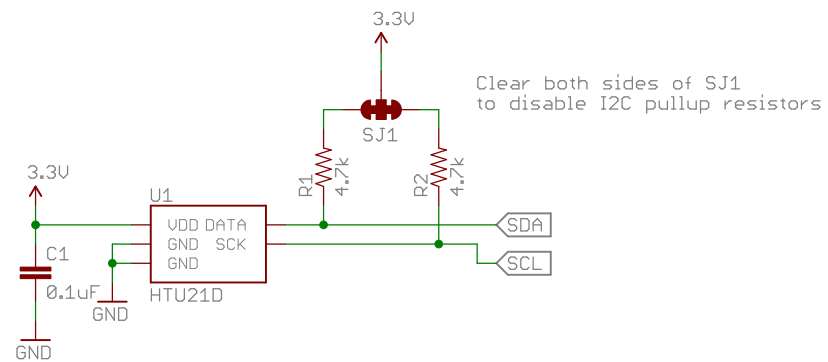 3.3V
Clear both sides of SJ1
to disable I2C pullup resistors
SJ1
R1
4.7k
R2
4.7k
3.3V
U1
VDD DATA
GND SCK
GND
HTU21D
SDA
SCL
C1
0.1uF
GND
GND